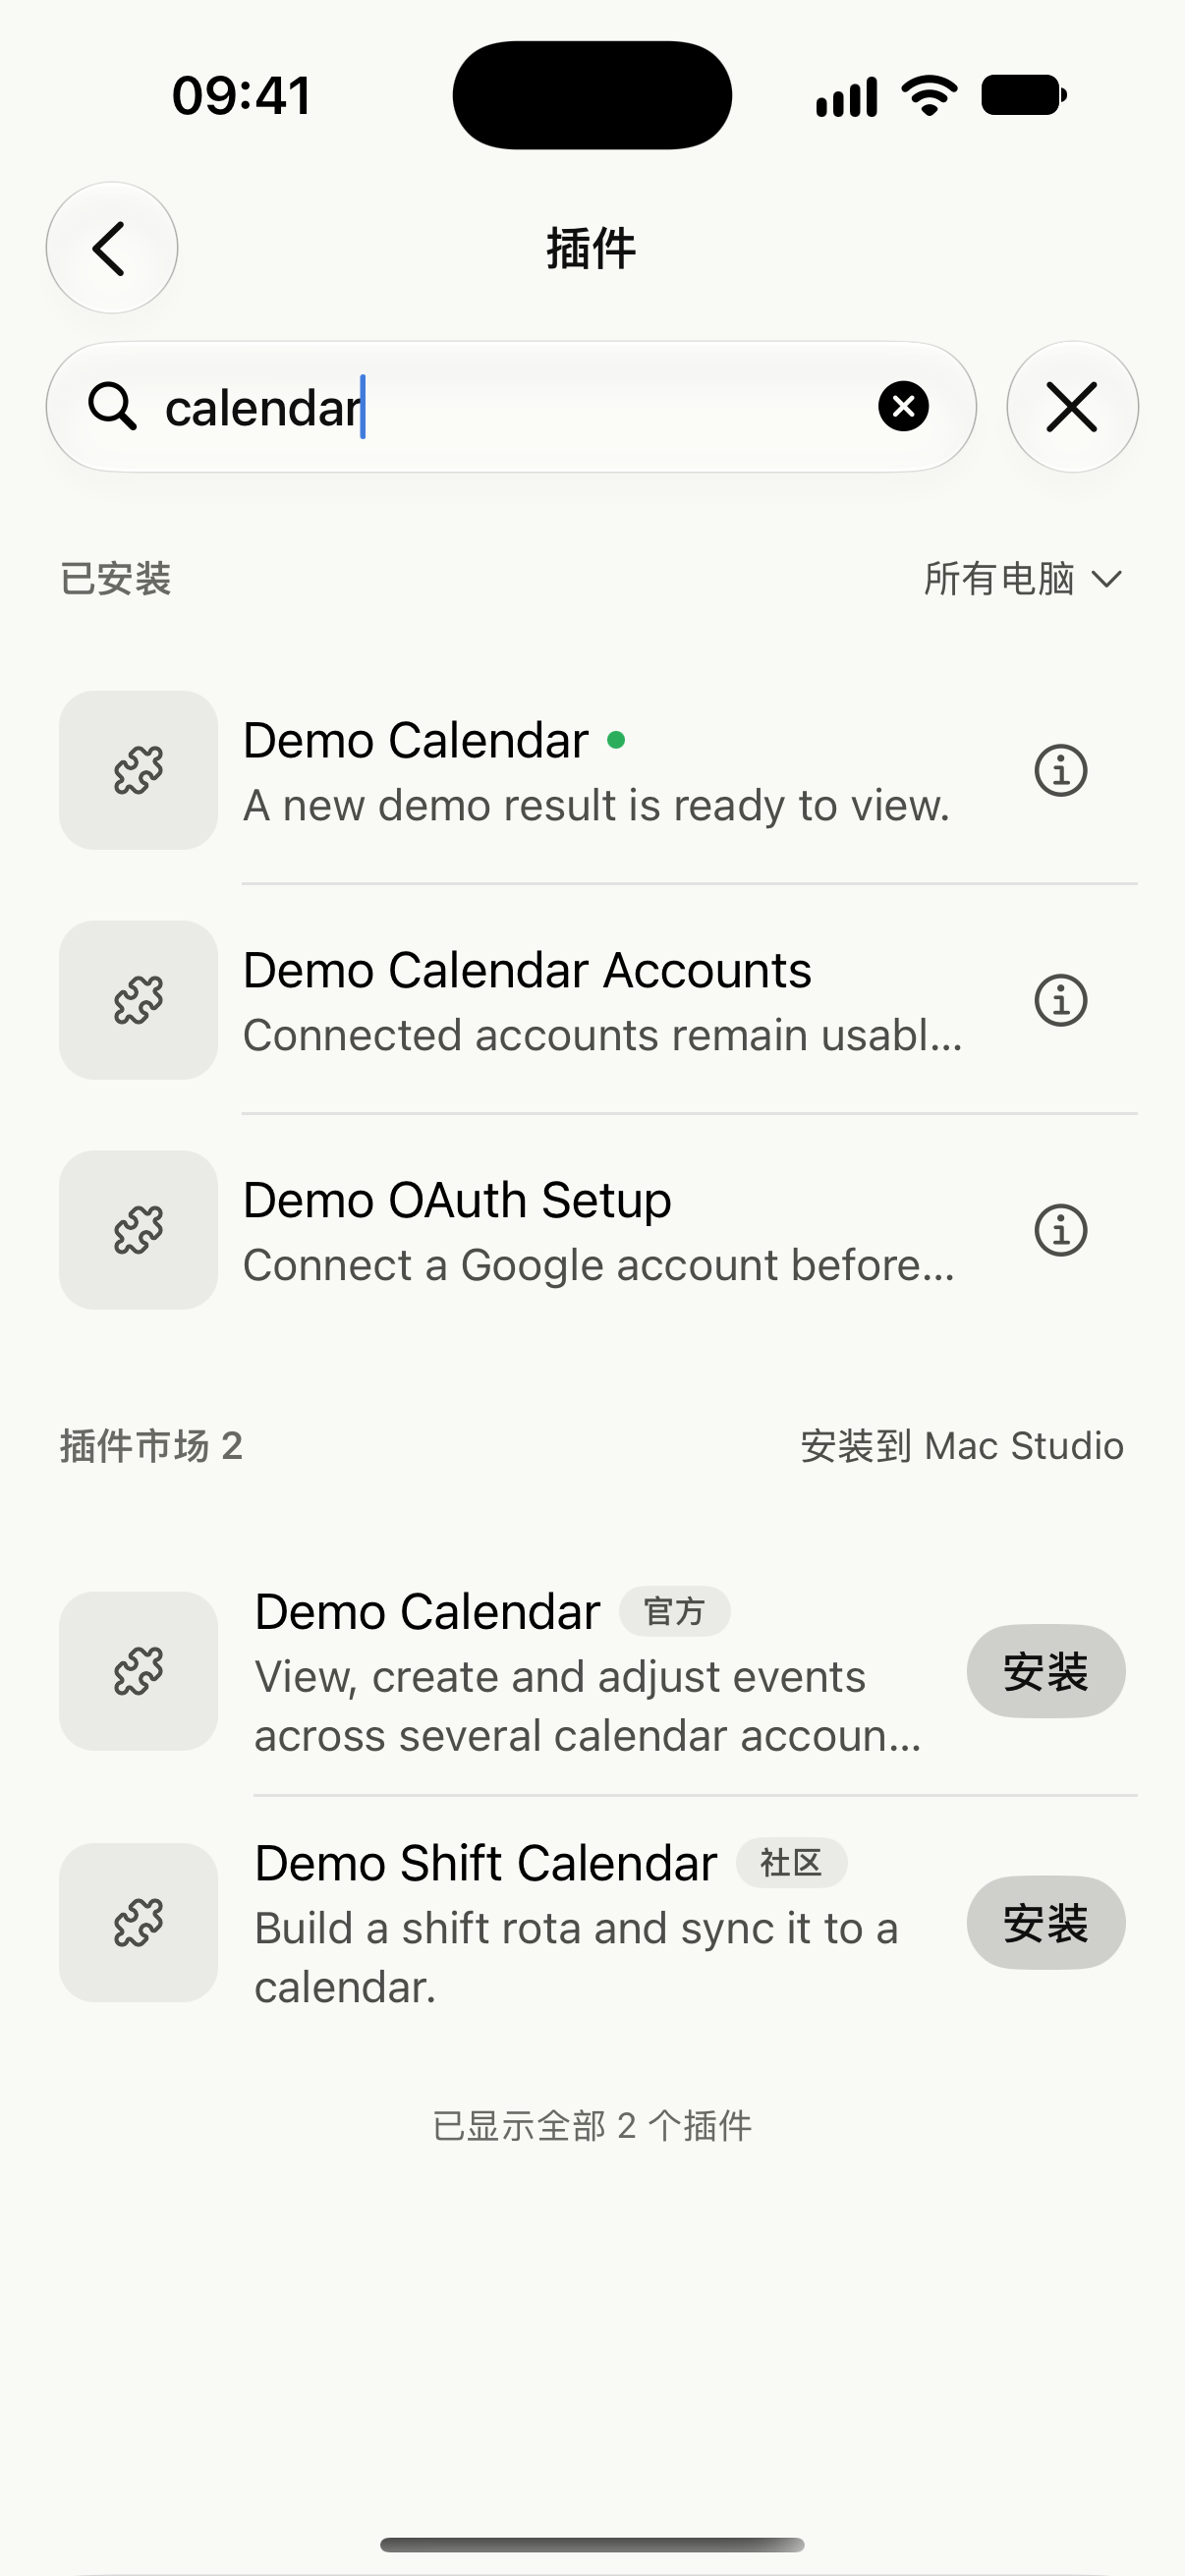 09:41
插件
calendar
已安装
所有电脑
Demo Calendar
A new demo result is ready to view.
Demo Calendar Accounts
Connected accounts remain usabl...
Demo OAuth Setup
Connect a Google account before...
插件市场 2
安装到 Mac Studio
Demo Calendar 官方
View, create and adjust events
across several calendar accoun...
安装
Demo Shift Calendar 社区
Build a shift rota and sync it to a
calendar.
安装
已显示全部 2 个插件